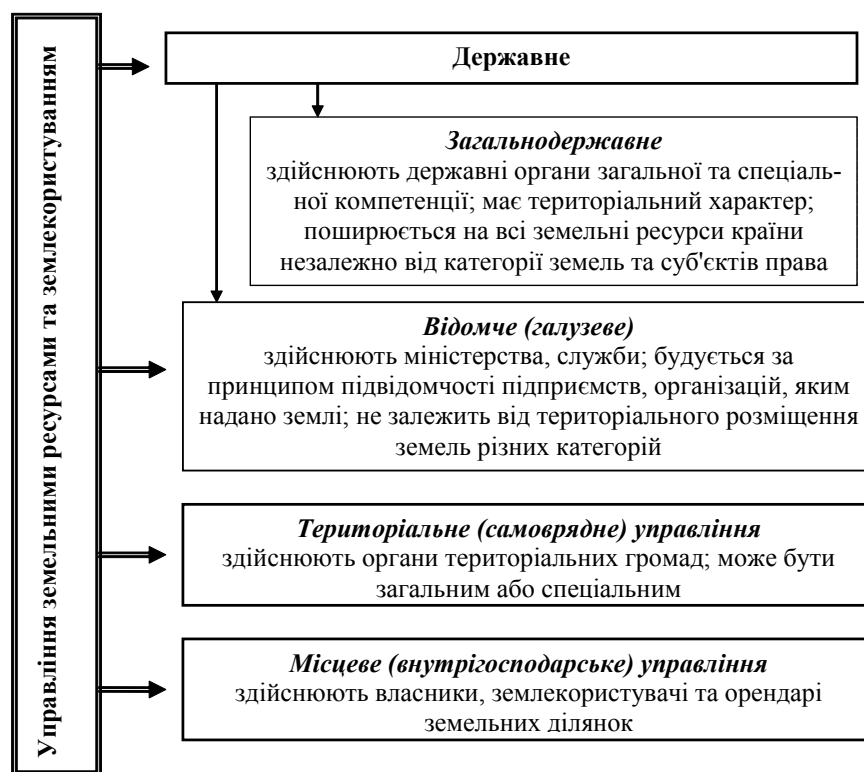 Управління земельними ресурсами та землекористуванням
Державне
Загальнодержавне
здійснюють державні органи загальної та спеціаль-
ної компетенції; має територіальний характер;
поширюється на всі земельні ресурси країни
незалежно від категорії земель та суб'єктів права
Відомче (галузеве)
здійснюють міністерства, служби; будується за
принципом підвідомчості підприємств, організацій, яким
надано землі; не залежить від територіального розміщення
земель різних категорій
Територіальне (самоврядне) управління
здійснюють органи територіальних громад; може бути
загальним або спеціальним
Місцеве (внутрігосподарське) управління
здійснюють власники, землекористувачі та орендарі
земельних ділянок